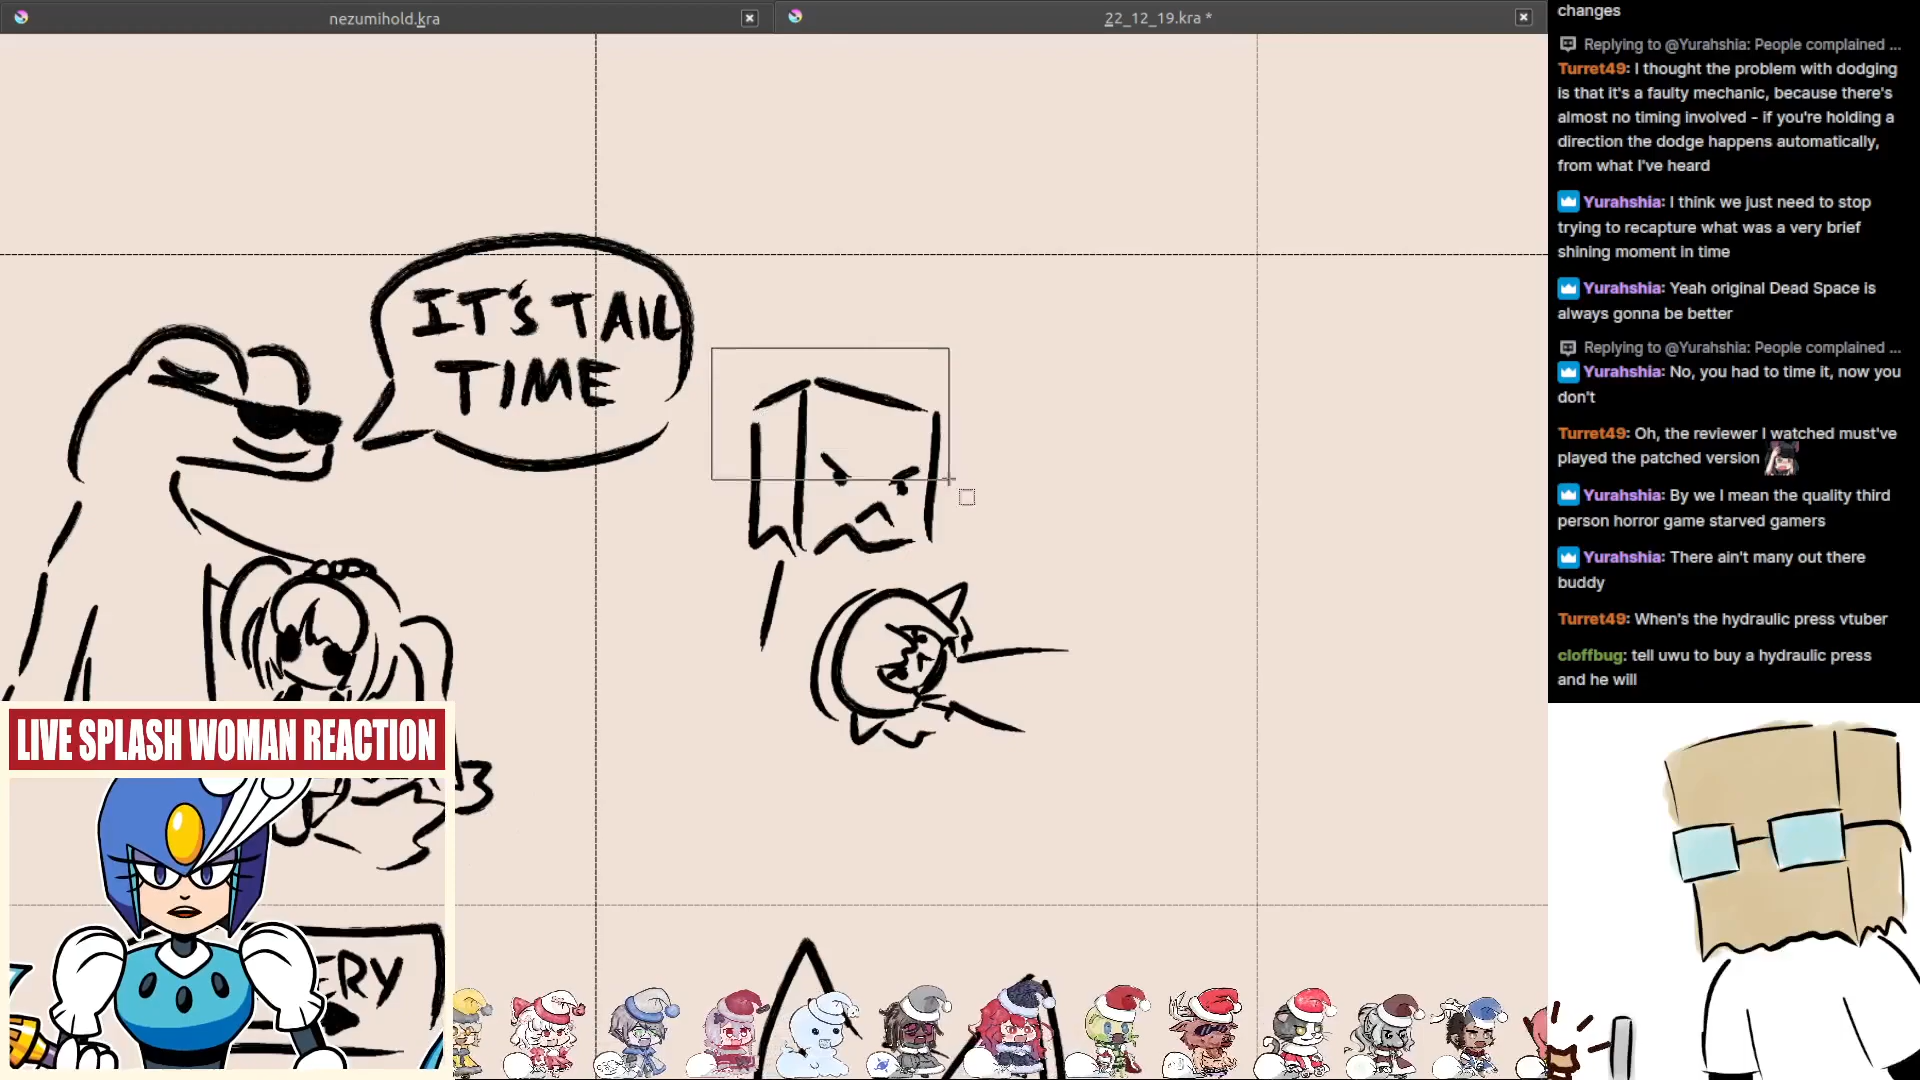 nezumihold.kra
22_12_19.kra *
IT'S TAIL
TIME
LIVE SPLASH WOMAN REACTION
ERY
changes
Replying to @Yurahshia: People complained ...
Turret49: I thought the problem with dodging
is that it's a faulty mechanic, because there's
almost no timing involved - if you're holding a
direction the dodge happens automatically,
from what I've heard
Yurahshia: I think we just need to stop
trying to recapture what was a very brief
shining moment in time
Yurahshia: Yeah original Dead Space is
always gonna be better
Replying to @Yurahshia: People complained ...
Yurahshia: No, you had to time it, now you
don't
Turret49: Oh, the reviewer I watched must've
played the patched version
Yurahshia: By we I mean the quality third
person horror game starved gamers
Yurahshia: There ain't many out there
buddy
Turret49: When's the hydraulic press vtuber
cloffbug: tell uwu to buy a hydraulic press
and he will